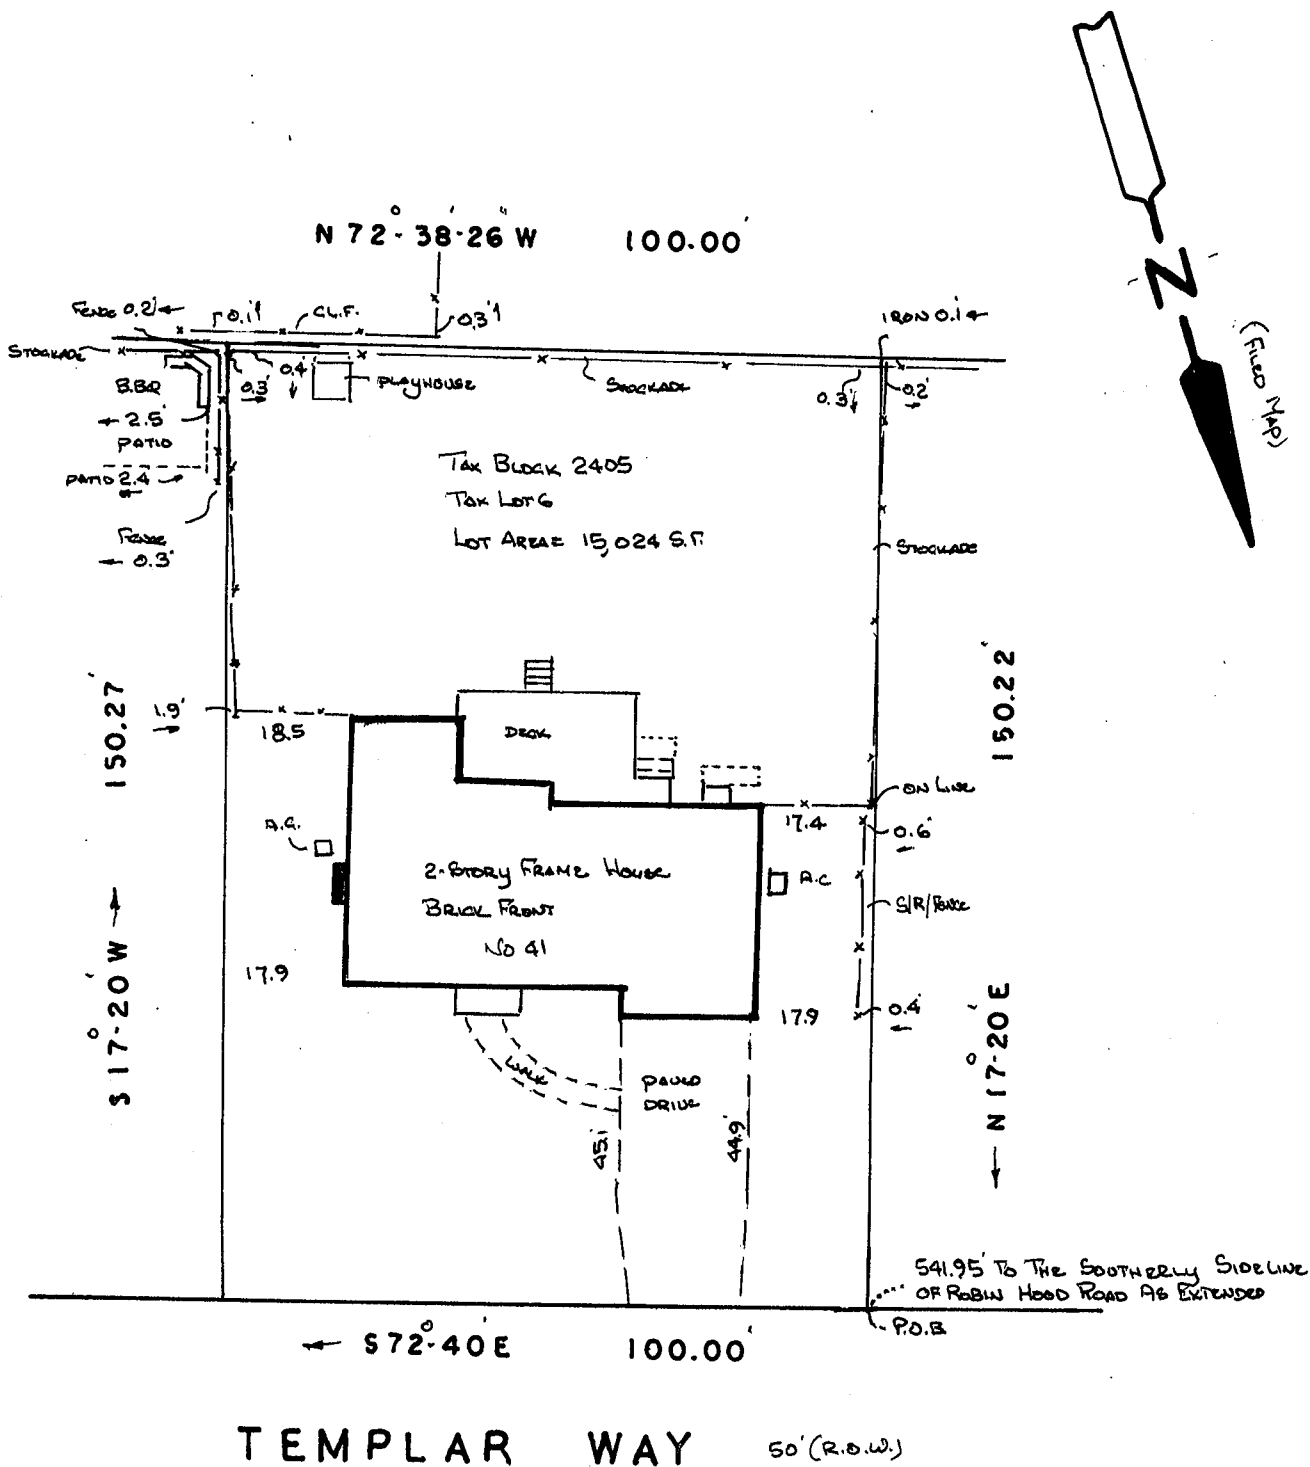 N 72°-38'-26" W 100.00'
FENCE 0.2'
0.1'
C.L.F.
0.3'
IRON 0.1
STOCKADE
B.B.Q
0.3'
0.4'
PLAYHOUSE
STOCKADE
0.3'
0.2'
2.5'
PATIO
PATIO 2.4
FENCE
0.3'
TAX BLOCK 2405
TAX LOT 6
LOT AREA= 15,024 S.F.
STOCKADE
N
(FILED MAP)
150.27'
S 17°-20' W
1.9'
18.5
DECK
17.4
ON LINE
0.6'
150.22'
N 17°-20' E
A.C.
2-STORY FRAME HOUSE
BRICK FRONT
No 41
A.C
S/R/FENCE
17.9
17.9
0.4'
WALK
PAVED
DRIVE
45.1'
44.9'
541.95' TO THE SOUTHERLY SIDELINE
OF ROBIN HOOD ROAD AS EXTENDED
P.O.B
S 72°-40' E 100.00'
TEMPLAR WAY 50' (R.O.W.)